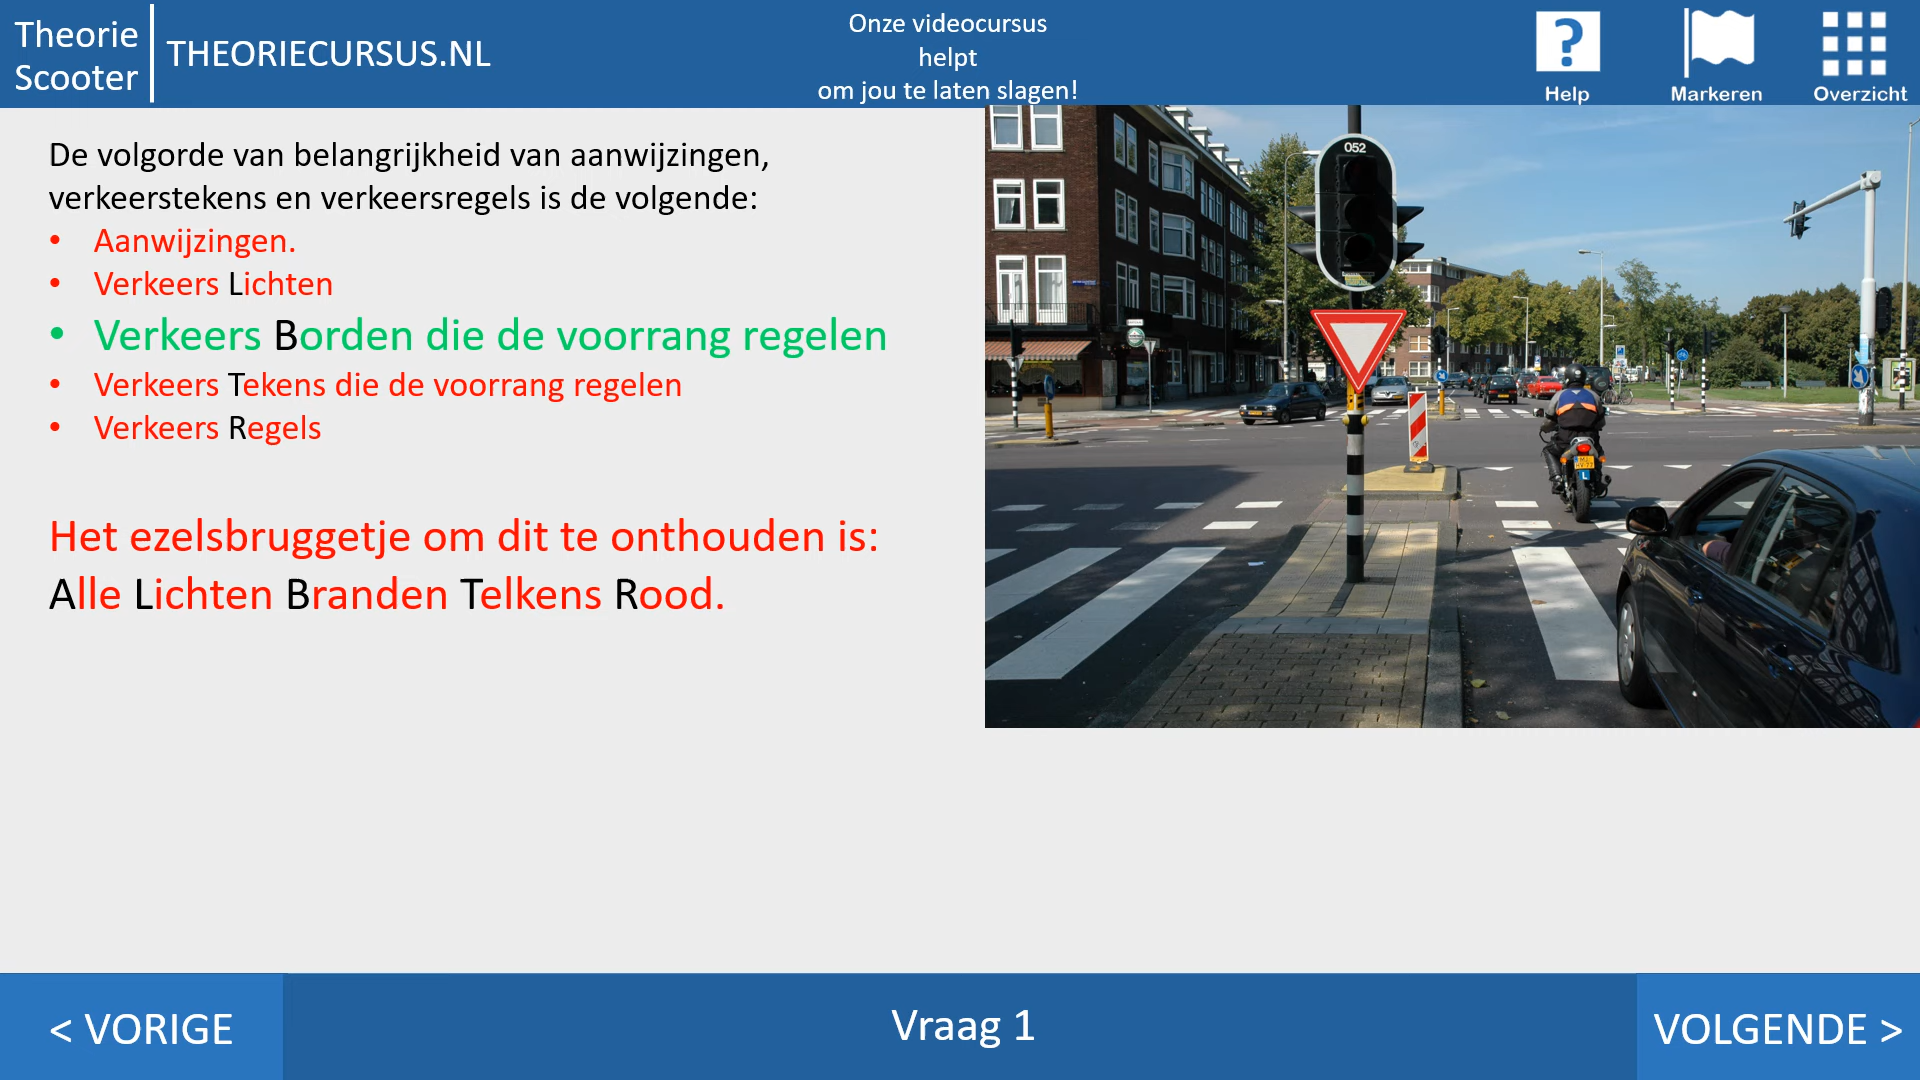 Theorie
Scooter
THEORIECURSUS.NL
Onze videocursus
helpt
om jou te laten slagen!
Help
Markeren
Overzicht
De volgorde van belangrijkheid van aanwijzingen,
verkeerstekens en verkeersregels is de volgende:
• Aanwijzingen.
• Verkeers Lichten
• Verkeers Borden die de voorrang regelen
• Verkeers Tekens die de voorrang regelen
• Verkeers Regels
Het ezelsbruggetje om dit te onthouden is:
Alle Lichten Branden Telkens Rood.
052
L
< VORIGE
Vraag 1
VOLGENDE >